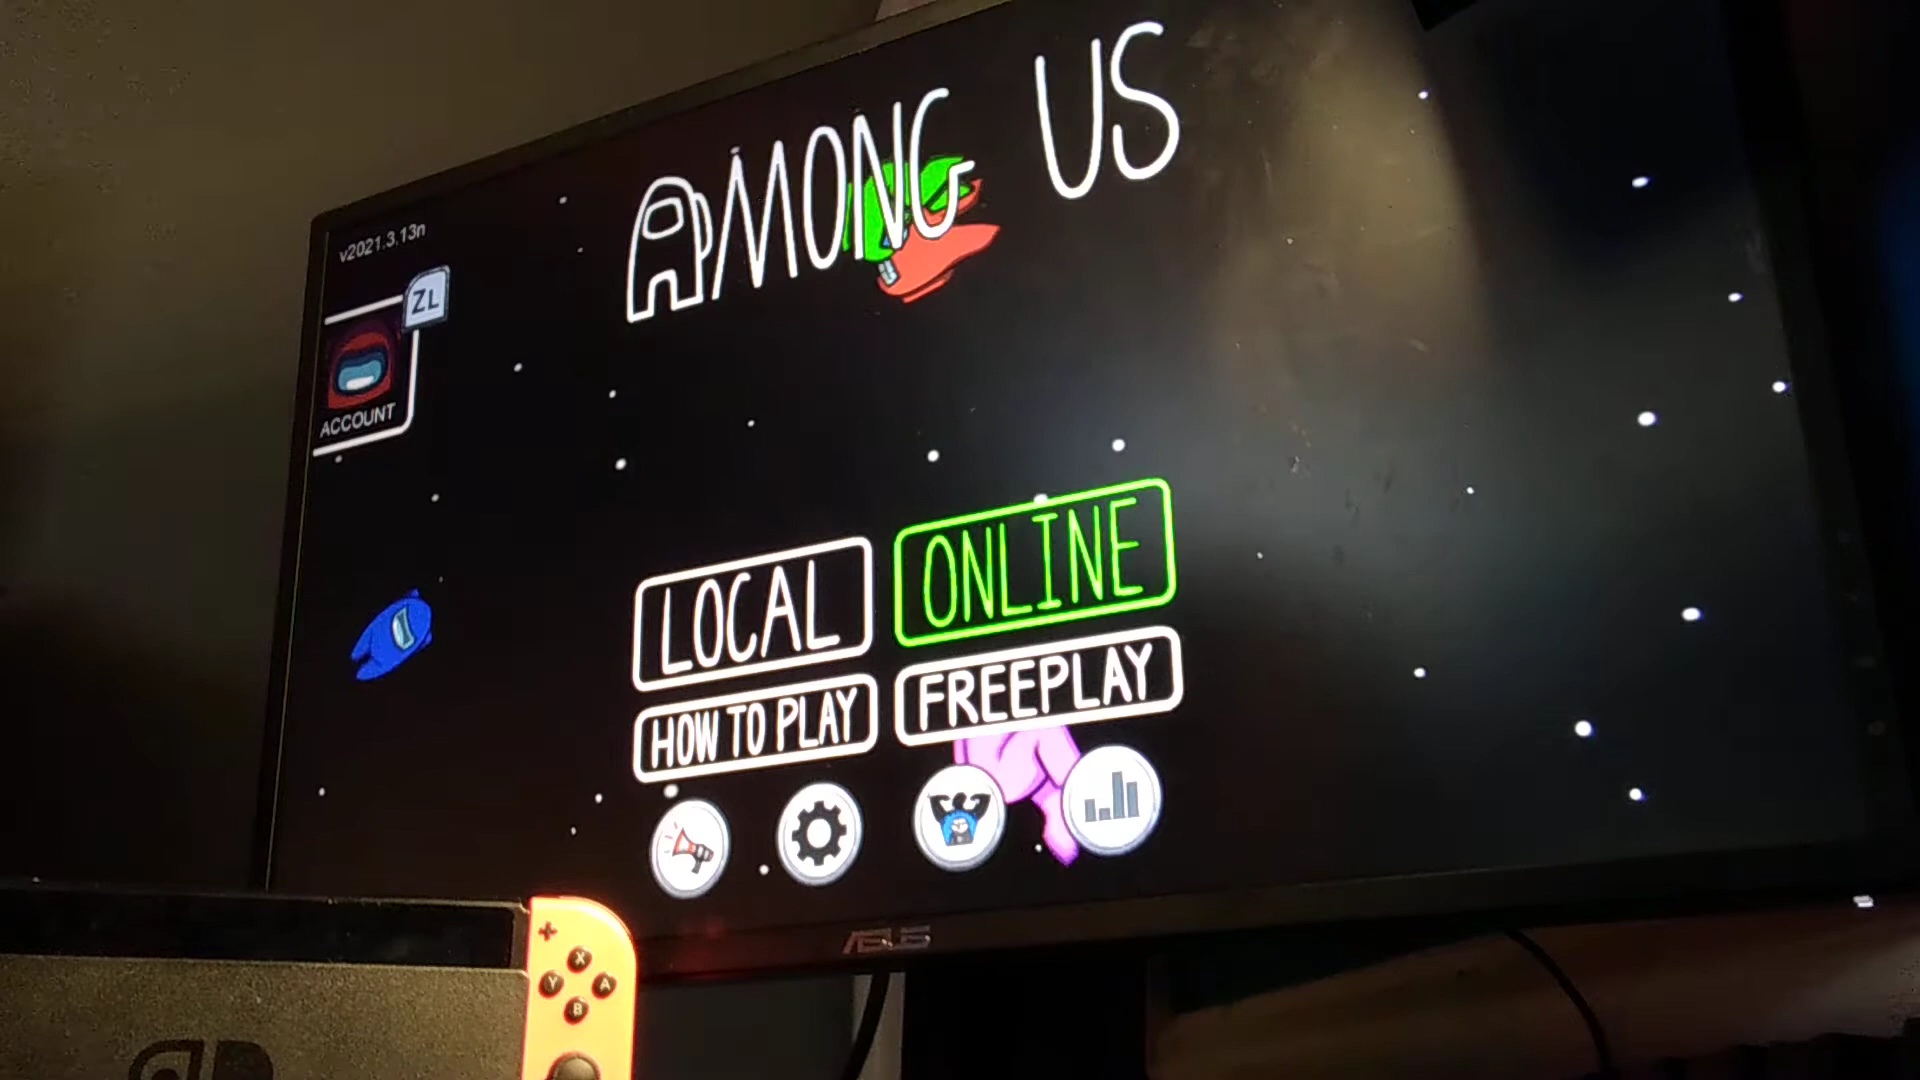 AMONG US
v2021.3.13n
ZL
ACCOUNT
LOCAL
ONLINE
HOW TO PLAY
FREEPLAY
ASUS
X
Y
A
B